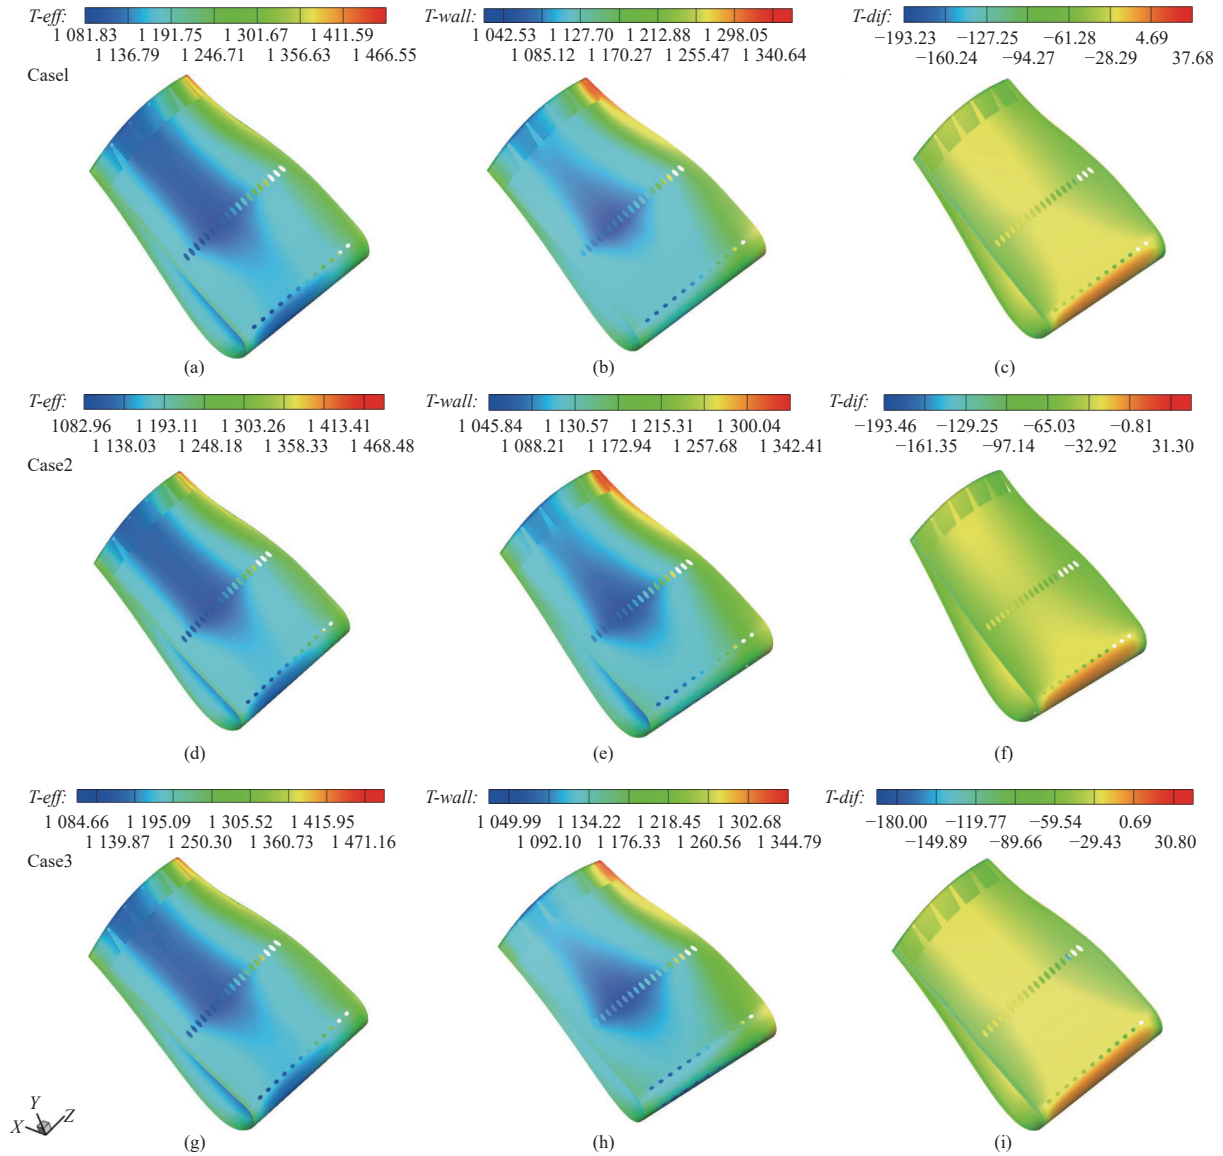 T-eff: T-wall: T-dif:
1 081.83 1 191.75 1 301.67 1 411.59 1 042.53 1 127.70 1 212.88 1 298.05 −193.23 −127.25 −61.28 4.69
1 136.79 1 246.71 1 356.63 1 466.55 1 085.12 1 170.27 1 255.47 1 340.64 −160.24 −94.27 −28.29 37.68
Casel
(a) (b) (c)
T-eff: T-wall: T-dif:
1082.96 1 193.11 1 303.26 1 413.41 1 045.84 1 130.57 1 215.31 1 300.04 −193.46 −129.25 −65.03 −0.81
1 138.03 1 248.18 1 358.33 1 468.48 1 088.21 1 172.94 1 257.68 1 342.41 −161.35 −97.14 −32.92 31.30
Case2
(d) (e) (f)
T-eff: T-wall: T-dif:
1 084.66 1 195.09 1 305.52 1 415.95 1 049.99 1 134.22 1 218.45 1 302.68 −180.00 −119.77 −59.54 0.69
1 139.87 1 250.30 1 360.73 1 471.16 1 092.10 1 176.33 1 260.56 1 344.79 −149.89 −89.66 −29.43 30.80
Case3
Y
X Z
(g) (h) (i)